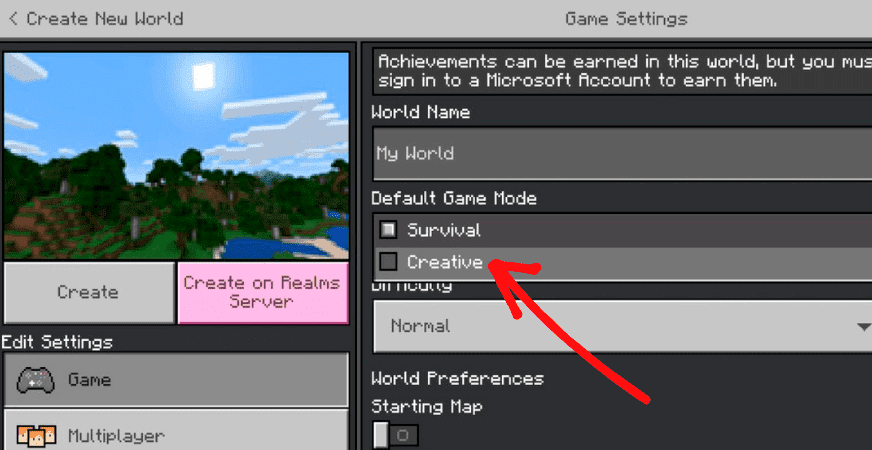 < Create New World
Game Settings
Achievements can be earned in this world, but you mus
sign in to a Microsoft Account to earn them.
World Name
My World
Default Game Mode
Survival
Creative
Difficulty
Normal
World Preferences
Starting Map
Create
Create on Realms
Server
Edit Settings
Game
Multiplayer